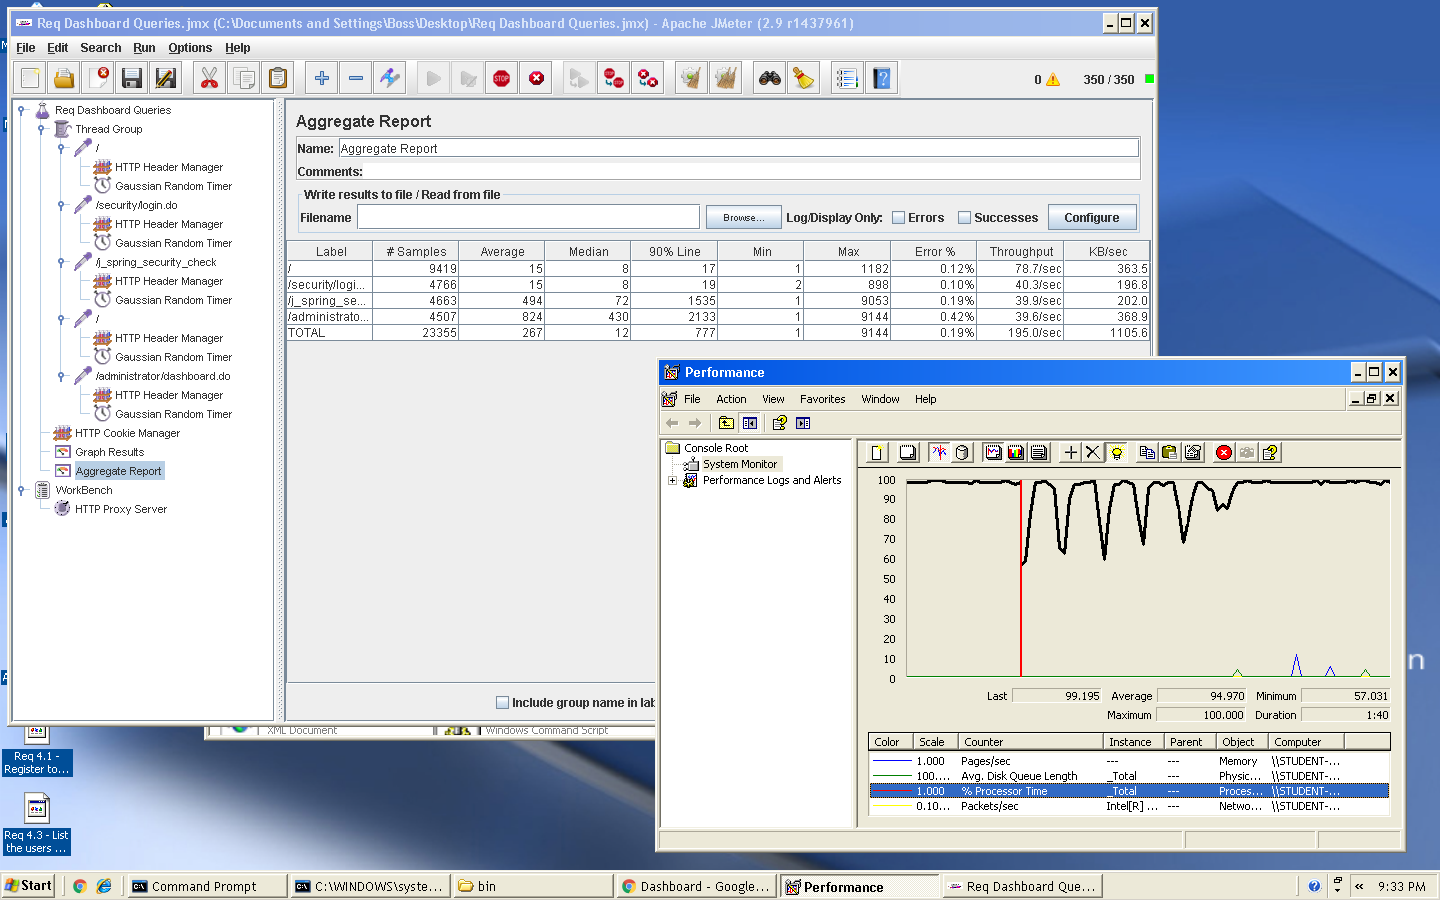 Req Dashboard Queries.jmx (C:\Documents and Settings\Boss\Desktop\Req Dashboard Queries.jmx) - Apache JMeter (2.9 r1437961)
File Edit Search Run Options Help
0 350 / 350
Req Dashboard Queries
Thread Group
/
HTTP Header Manager
Gaussian Random Timer
/security/login.do
HTTP Header Manager
Gaussian Random Timer
/j_spring_security_check
HTTP Header Manager
Gaussian Random Timer
/
HTTP Header Manager
Gaussian Random Timer
/administrator/dashboard.do
HTTP Header Manager
Gaussian Random Timer
HTTP Cookie Manager
Graph Results
Aggregate Report
WorkBench
HTTP Proxy Server
Aggregate Report
Name: Aggregate Report
Comments:
Write results to file / Read from file
Filename Browse... Log/Display Only: Errors Successes Configure
Label # Samples Average Median 90% Line Min Max Error % Throughput KB/sec
/ 9419 15 8 17 1 1182 0.12% 78.7/sec 363.5
/security/logi... 4766 15 8 19 2 898 0.10% 40.3/sec 196.8
/j_spring_se... 4663 494 72 1535 1 9053 0.19% 39.9/sec 202.0
/administrato... 4507 824 430 2133 1 9144 0.42% 39.6/sec 368.9
TOTAL 23355 267 12 777 1 9144 0.19% 195.0/sec 1105.6
Include group name in lab
XML Document Windows Command Script
Performance
File Action View Favorites Window Help
Console Root
System Monitor
Performance Logs and Alerts
100
90
80
70
60
50
40
30
20
10
0
Last 99.195 Average 94.970 Minimum 57.031
Maximum 100.000 Duration 1:40
Color Scale Counter Instance Parent Object Computer
1.000 Pages/sec --- --- Memory \\STUDENT-...
100.... Avg. Disk Queue Length _Total --- Physic... \\STUDENT-...
1.000 % Processor Time _Total --- Proces... \\STUDENT-...
0.10... Packets/sec Intel[R] ... --- Netwo... \\STUDENT-...
n
Req 4.1 -
Register to...
Req 4.3 - List
the users ...
Start Command Prompt C:\WINDOWS\syste... bin Dashboard - Google... Performance Req Dashboard Que... 9:33 PM